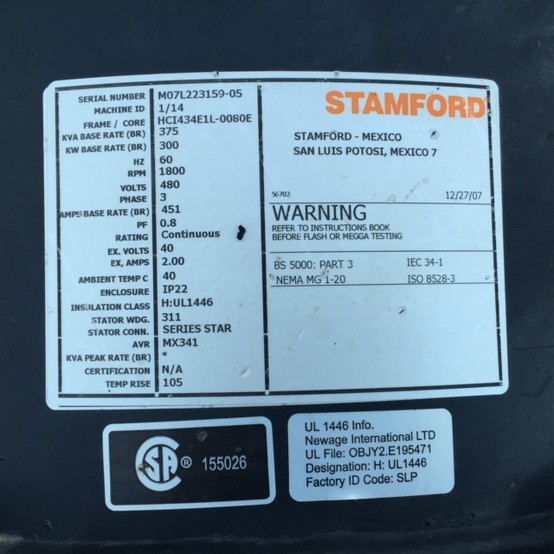 SERIAL NUMBER M07L223159-05
MACHINE ID 1/14
FRAME / CORE HCI434E1L-0080E
KVA BASE RATE (BR) 375
KW BASE RATE (BR) 300
HZ 60
RPM 1800
VOLTS 480
PHASE 3
AMPS BASE RATE (BR) 451
PF 0.8
RATING Continuous
EX. VOLTS 40
EX, AMPS 2.00
AMBIENT TEMP C 40
ENCLOSURE IP22
INSULATION CLASS H:UL1446
STATOR WDG. 311
STATOR CONN. SERIES STAR
AVR MX341
KVA PEAK RATE (BR) *
CERTIFICATION N/A
TEMP RISE 105
STAMFORD
STAMFORD - MEXICO
SAN LUIS POTOSI, MEXICO 7
56702 12/27/07
WARNING
REFER TO INSTRUCTIONS BOOK
BEFORE FLASH OR MEGGA TESTING
BS 5000: PART 3 IEC 34-1
NEMA MG 1-20 ISO 8528-3
CSA ® 155026
UL 1446 Info.
Newage International LTD
UL File: OBJY2.E195471
Designation: H: UL1446
Factory ID Code: SLP